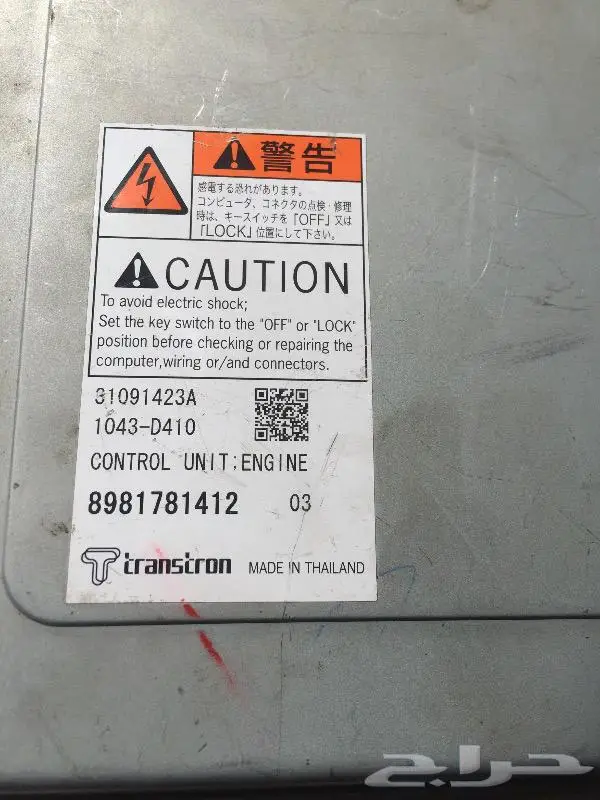 警告
感電する恐れがあります。
コンピュータ、コネクタの点検・修理
時は、キースイッチを「OFF」又は
「LOCK」位置にして下さい。
CAUTION
To avoid electric shock;
Set the key switch to the "OFF" or "LOCK"
position before checking or repairing the
computer,wiring or/and connectors.
31091423A
1043-D410
CONTROL UNIT;ENGINE
8981781412 03
transtron MADE IN THAILAND
حراج